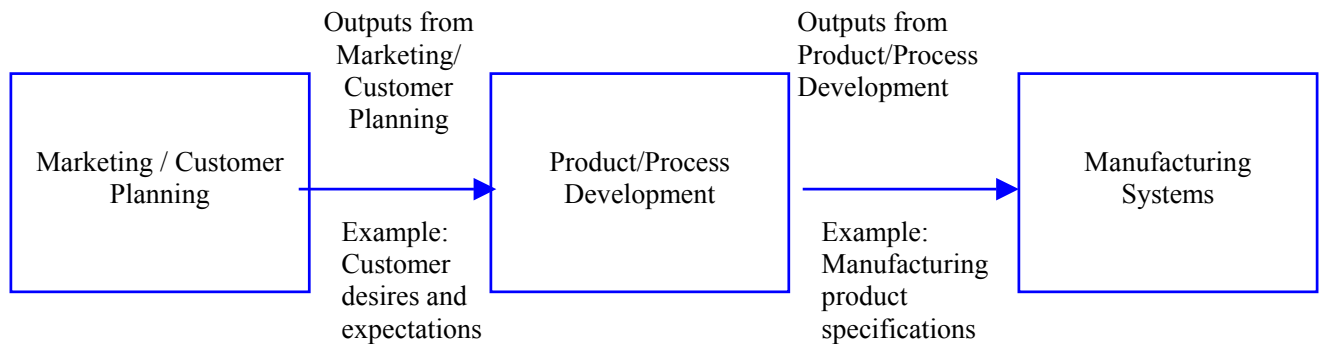 Outputs from
Marketing/
Customer
Planning
Outputs from
Product/Process
Development
Marketing / Customer
Planning
Product/Process
Development
Manufacturing
Systems
Example:
Customer
desires and
expectations
Example:
Manufacturing
product
specifications